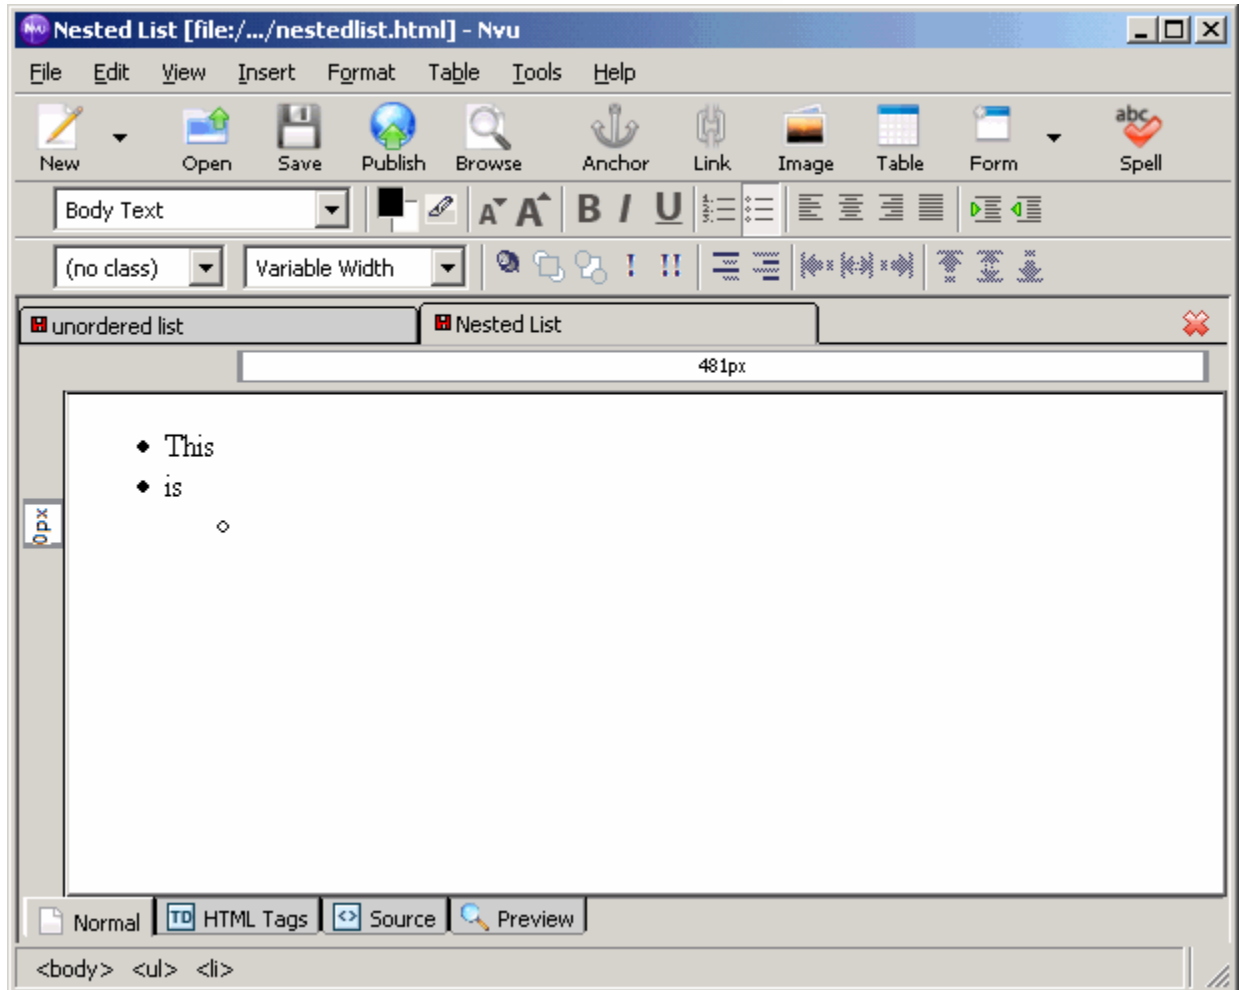 Nested List [file:/.../nestedlist.html] - Nvu
File Edit View Insert Format Table Tools Help
New Open Save Publish Browse Anchor Link Image Table Form Spell
Body Text
B I U
(no class) Variable Width
unordered list Nested List
481px
This
is
0px
Normal HTML Tags Source Preview
<body> <ul> <li>